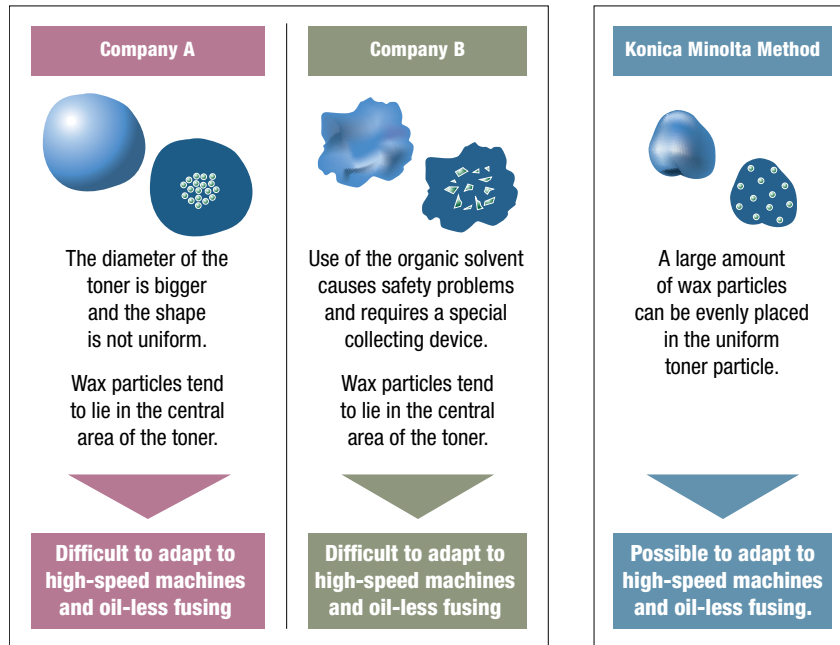 Company A
The diameter of the
toner is bigger
and the shape
is not uniform.
Wax particles tend
to lie in the central
area of the toner.
Difficult to adapt to
high-speed machines
and oil-less fusing
Company B
Use of the organic solvent
causes safety problems
and requires a special
collecting device.
Wax particles tend
to lie in the central
area of the toner.
Difficult to adapt to
high-speed machines
and oil-less fusing
Konica Minolta Method
A large amount
of wax particles
can be evenly placed
in the uniform
toner particle.
Possible to adapt to
high-speed machines
and oil-less fusing.